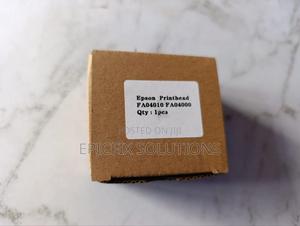 Epson Printhead
FA04010 FA04000
Qty : 1pcs
POSTED ON JIJI
EPICFIX SOLUTIONS